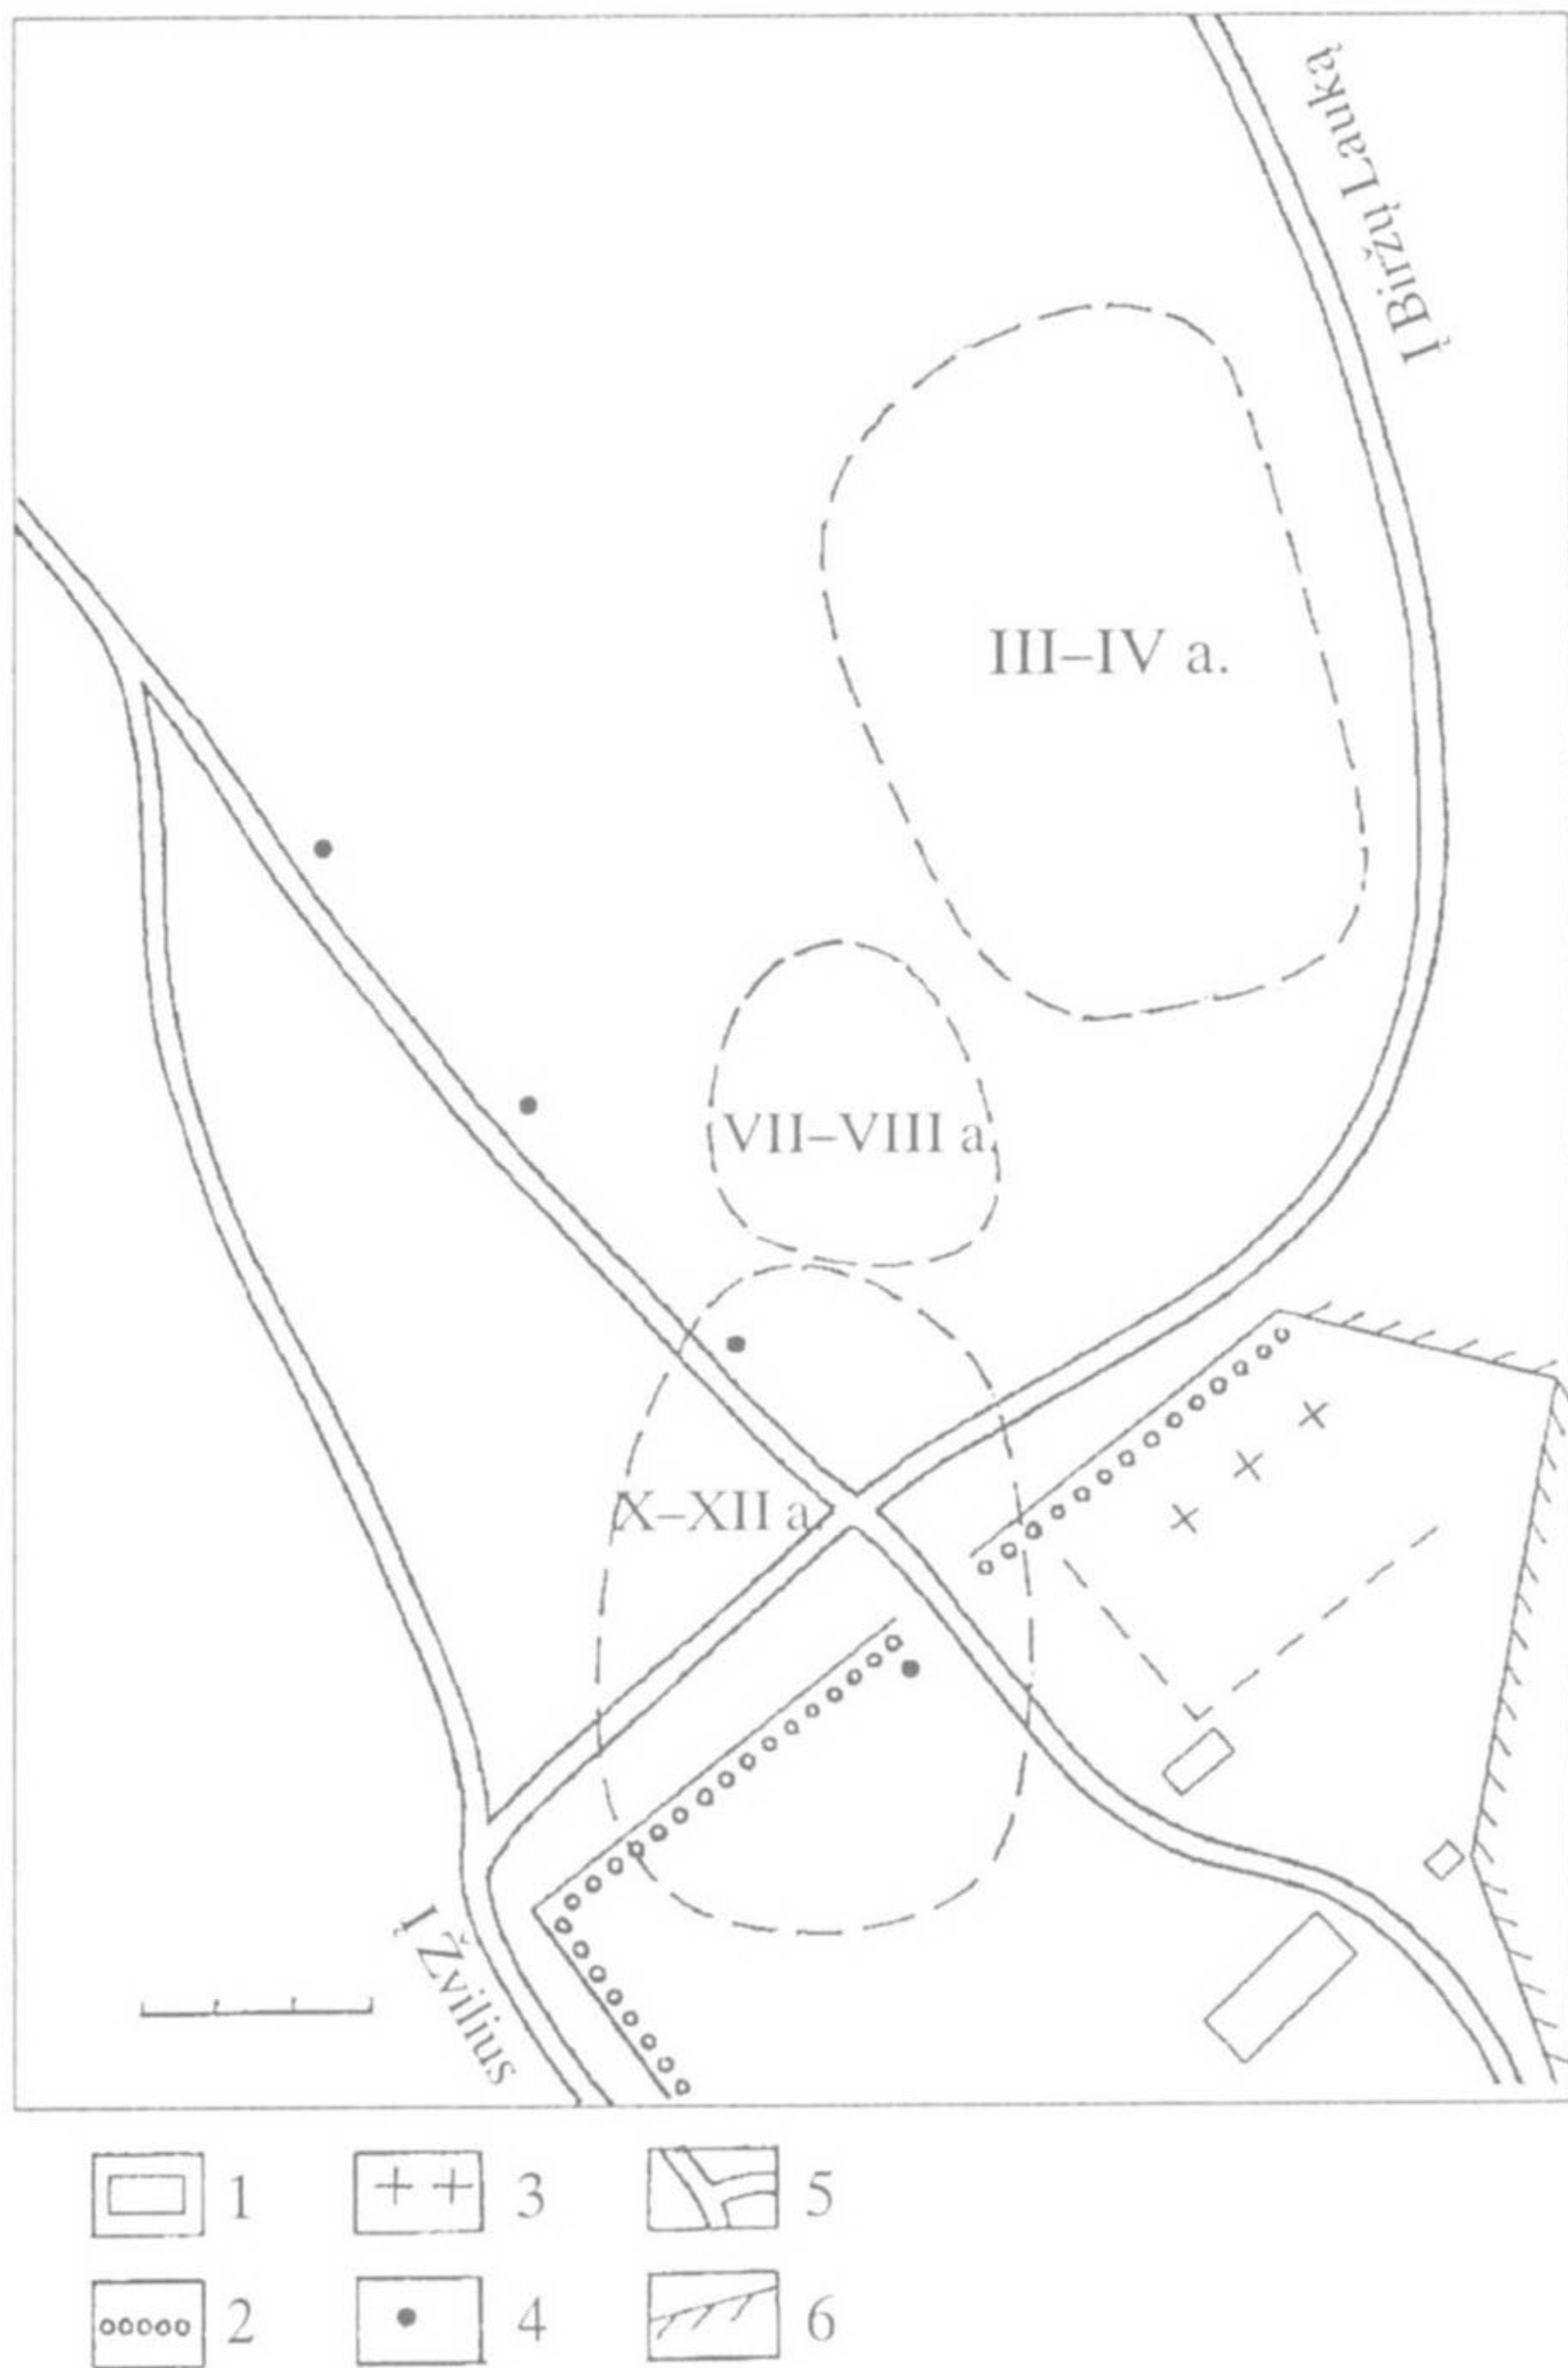 Į Biržų Lauką
III–IV a.
VII–VIII a.
X–XII a.
Į Žvilius
1
3
5
2
4
6